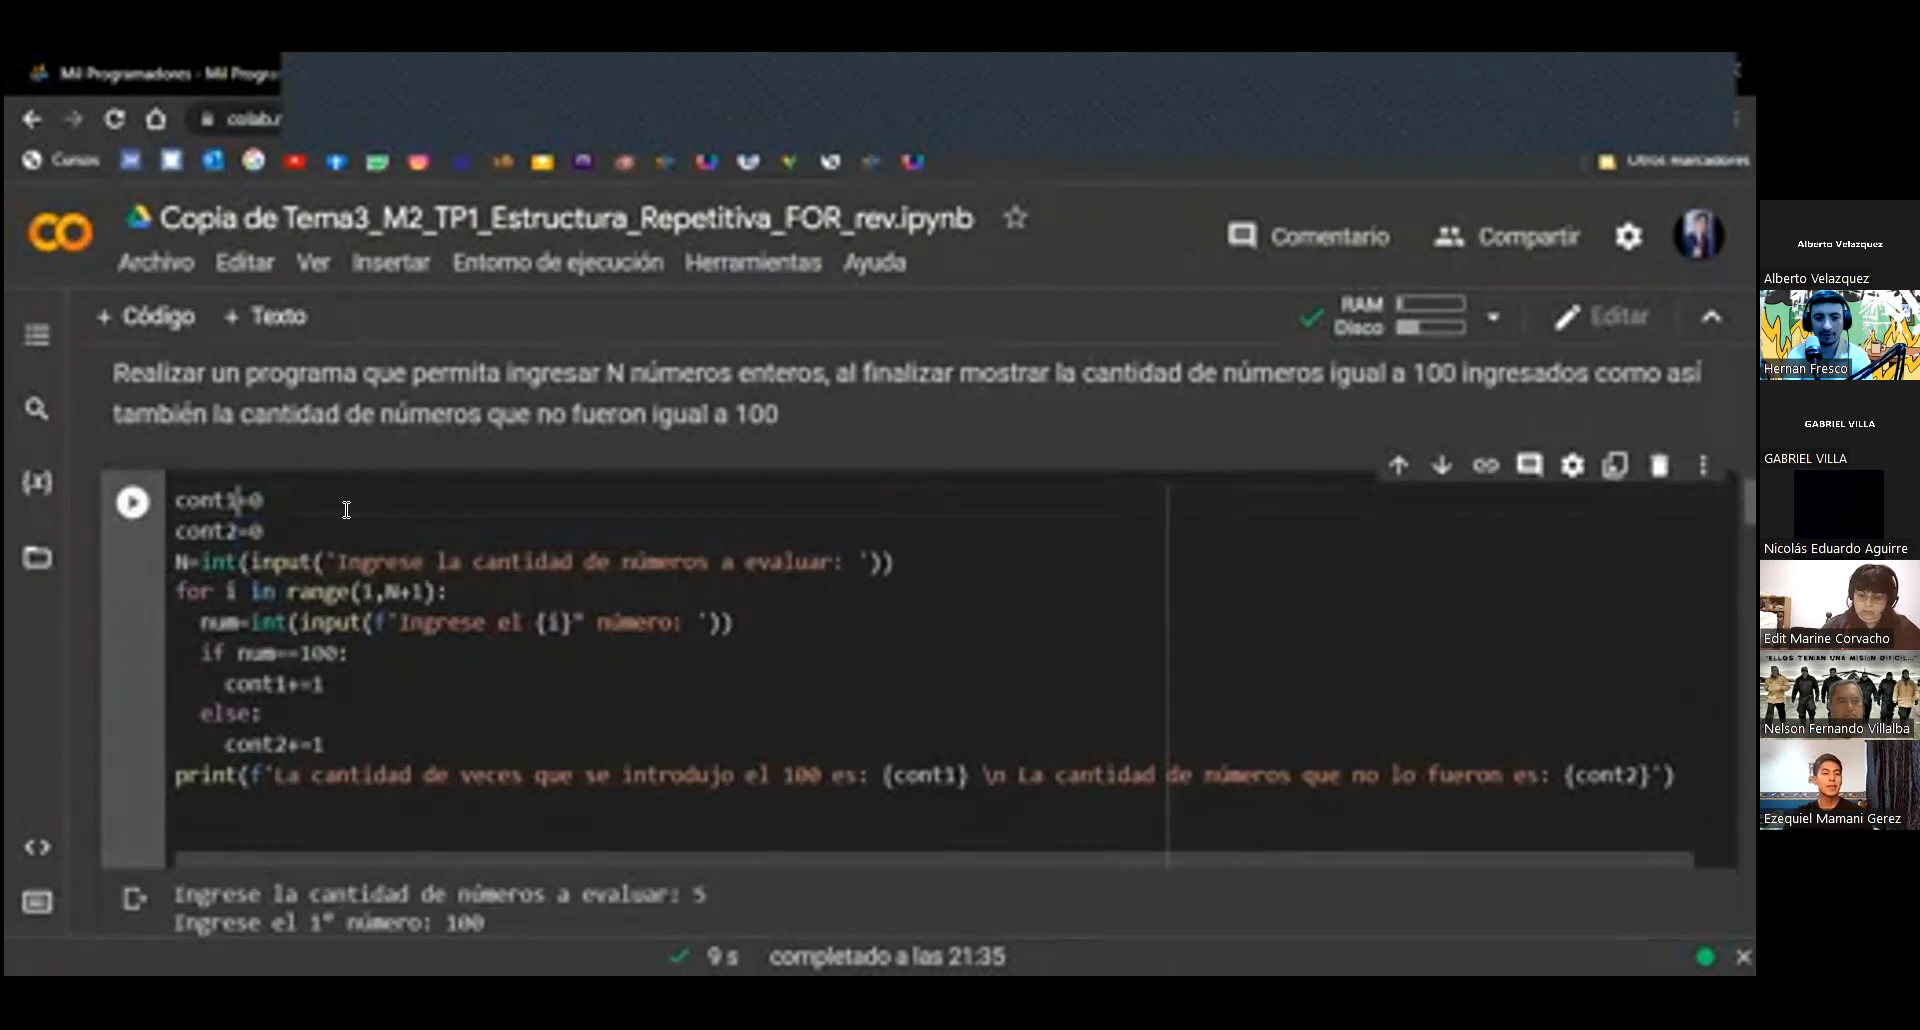 Mil Programadores - Mil Progra
colab.r
Cursos
Otros marcadores
Copia de Tema3_M2_TP1_Estructura_Repetitiva_FOR_rev.ipynb
Comentario
Compartir
Archivo Editar Ver Insertar Entorno de ejecución Herramientas Ayuda
+ Código + Texto
RAM
Disco
Editar
Realizar un programa que permita ingresar N números enteros, al finalizar mostrar la cantidad de números igual a 100 ingresados como así
también la cantidad de números que no fueron igual a 100
cont1=0
cont2=0
N=int(input('Ingrese la cantidad de números a evaluar: '))
for i in range(1,N+1):
num=int(input(f'Ingrese el {i}° número: '))
if num==100:
cont1+=1
else:
cont2+=1
print(f'La cantidad de veces que se introdujo el 100 es: {cont1} \n La cantidad de números que no lo fueron es: {cont2}')
Ingrese la cantidad de números a evaluar: 5
Ingrese el 1° número: 100
9 s completado a las 21:35
Alberto Velazquez
Alberto Velazquez
Hernan Fresco
GABRIEL VILLA
GABRIEL VILLA
Nicolás Eduardo Aguirre
Edit Marine Corvacho
"ELLOS TENIAN UNA MISION DIFICIL..."
Nelson Fernando Villalba
Ezequiel Mamani Gerez